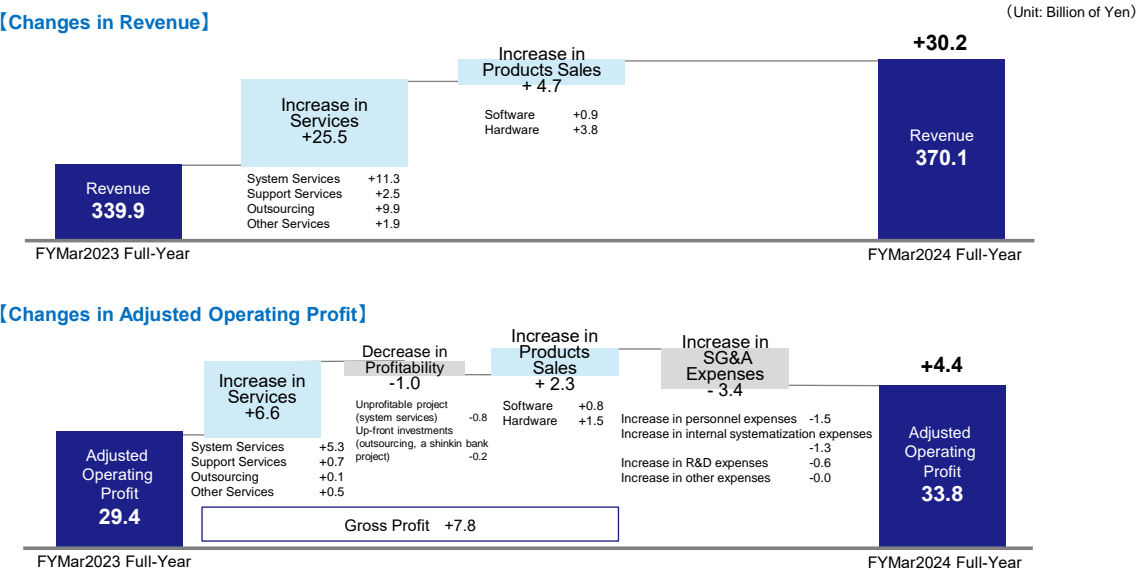 （Unit: Billion of Yen）
【Changes in Revenue】
+30.2
Increase in
Products Sales
+ 4.7
Software +0.9
Hardware +3.8
Increase in
Services
+25.5
System Services +11.3
Support Services +2.5
Outsourcing +9.9
Other Services +1.9
Revenue
339.9
Revenue
370.1
FYMar2023 Full-Year
FYMar2024 Full-Year
【Changes in Adjusted Operating Profit】
+4.4
Increase in
Services
+6.6
System Services +5.3
Support Services +0.7
Outsourcing +0.1
Other Services +0.5
Decrease in
Profitability
-1.0
Unprofitable project
(system services) -0.8
Up-front investments
(outsourcing, a shinkin bank
project) -0.2
Increase in
Products
Sales
+ 2.3
Software +0.8
Hardware +1.5
Increase in
SG&A
Expenses
- 3.4
Increase in personnel expenses -1.5
Increase in internal systematization expenses
-1.3
Increase in R&D expenses -0.6
Increase in other expenses -0.0
Adjusted
Operating
Profit
29.4
Gross Profit +7.8
Adjusted
Operating
Profit
33.8
FYMar2023 Full-Year
FYMar2024 Full-Year